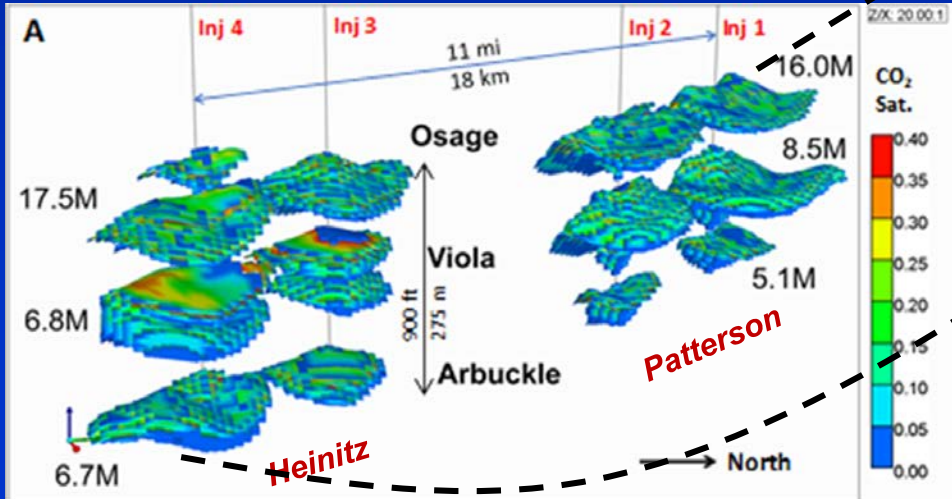 A
Inj 4
Inj 3
Inj 2
Inj 1
Z/X: 20.00:1
11 mi
18 km
16.0M
CO₂
Sat.
Osage
8.5M
0.40
0.35
17.5M
0.30
Viola
0.25
5.1M
900 ft
275 m
0.20
6.8M
Patterson
0.15
Arbuckle
0.10
0.05
Heinitz
North
6.7M
0.00